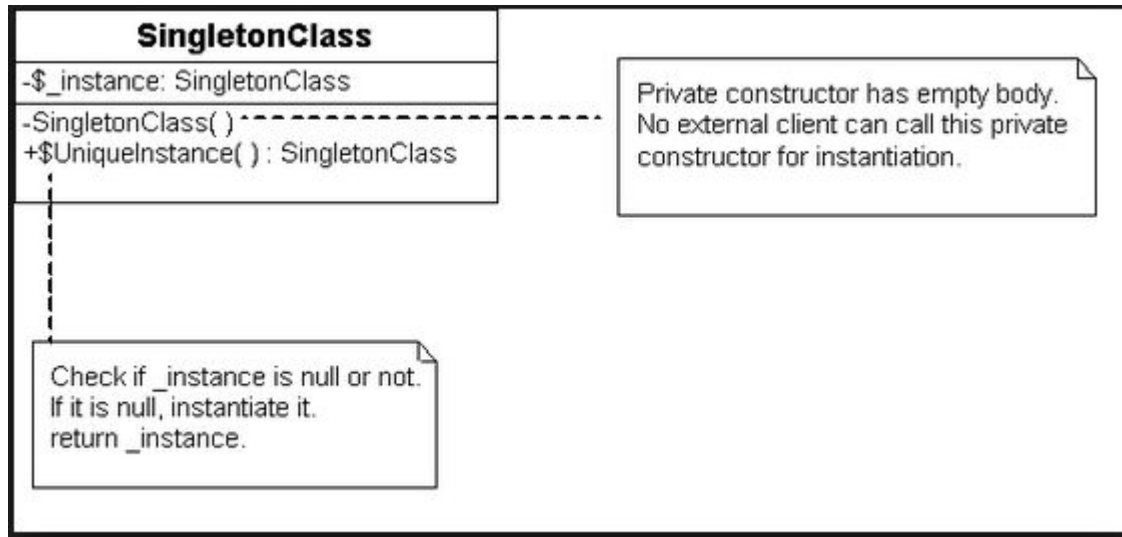 SingletonClass
-$_instance: SingletonClass
-SingletonClass( )
+$UniqueInstance( ) : SingletonClass
Private constructor has empty body.
No external client can call this private
constructor for instantiation.
Check if _instance is null or not.
If it is null, instantiate it.
return _instance.